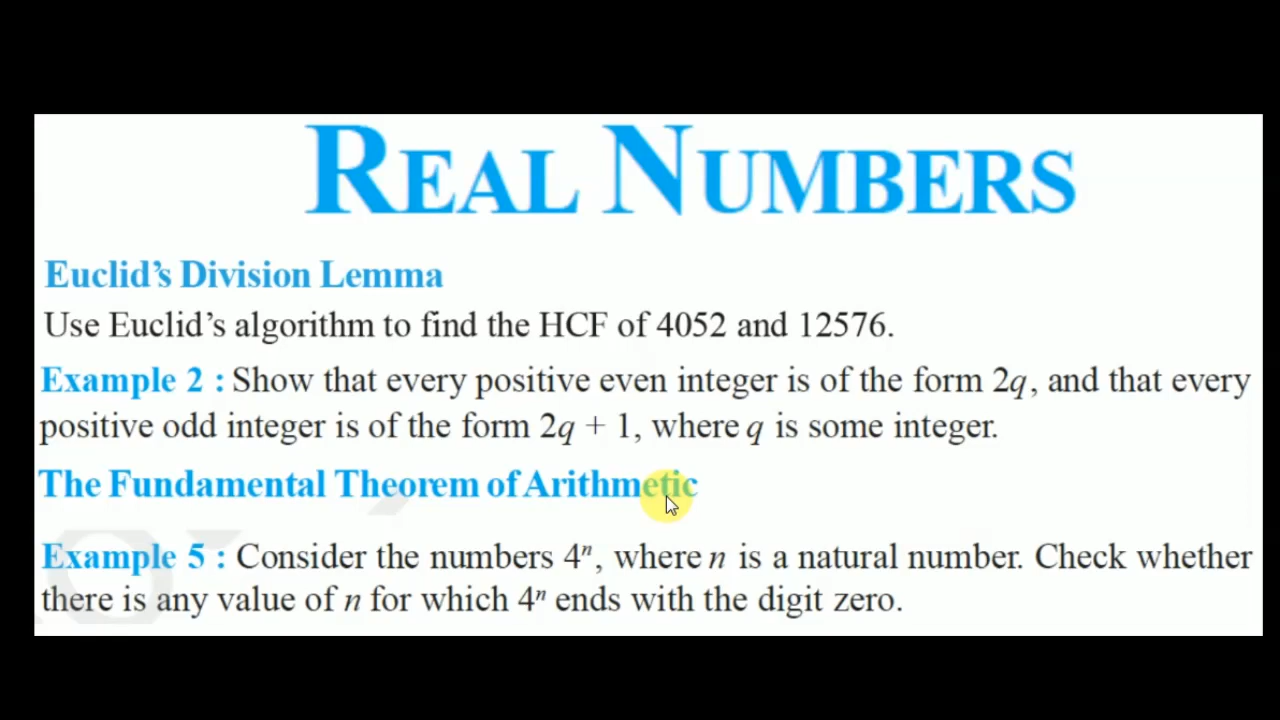 REAL NUMBERS
Euclid's Division Lemma
Use Euclid's algorithm to find the HCF of 4052 and 12576.
Example 2 : Show that every positive even integer is of the form 2q, and that every
positive odd integer is of the form 2q + 1, where q is some integer.
The Fundamental Theorem of Arithmetic
Example 5 : Consider the numbers 4ⁿ, where n is a natural number. Check whether
there is any value of n for which 4ⁿ ends with the digit zero.